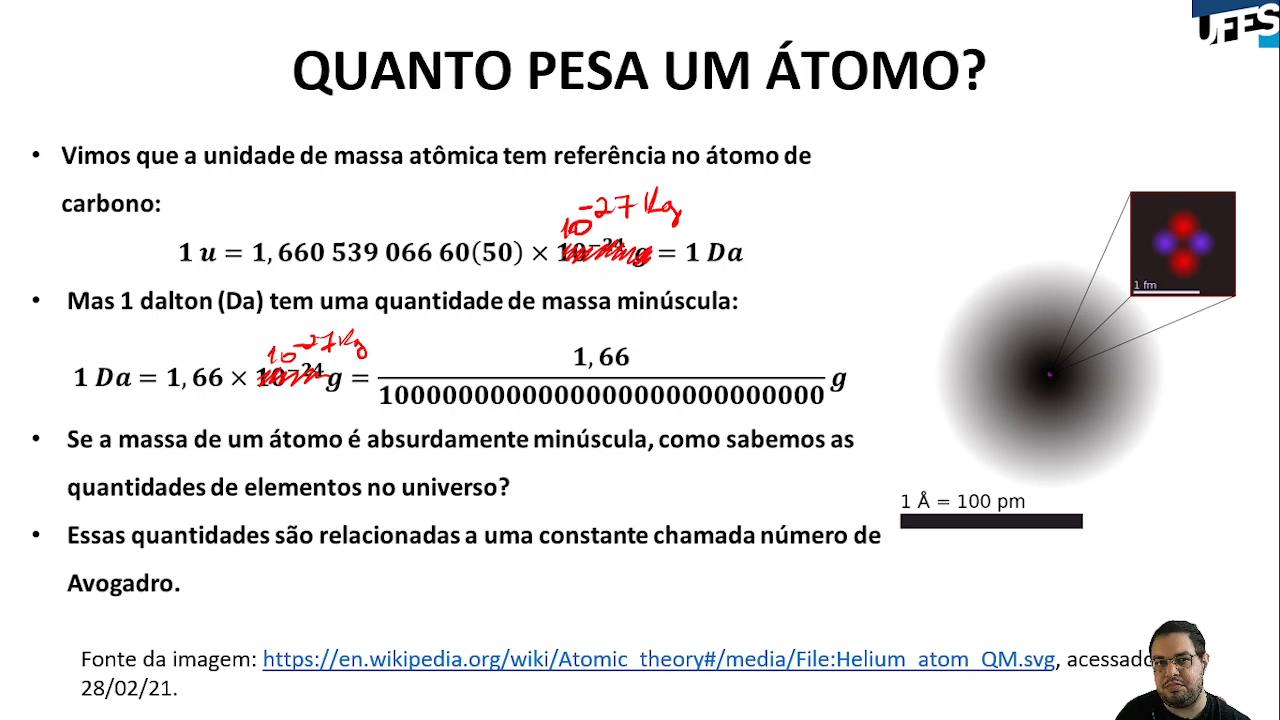 UFES
QUANTO PESA UM ÁTOMO?
• Vimos que a unidade de massa atômica tem referência no átomo de
carbono:
10⁻²⁷ Kg
1 u = 1, 660 539 066 60(50) × 10⁻²⁴ g = 1 Da
• Mas 1 dalton (Da) tem uma quantidade de massa minúscula:
10⁻²⁷ Kg
1 Da = 1, 66 × 10⁻²⁴ g = 1, 66 / 1000000000000000000000000 g
• Se a massa de um átomo é absurdamente minúscula, como sabemos as
quantidades de elementos no universo?
• Essas quantidades são relacionadas a uma constante chamada número de
Avogadro.
1 fm
1 Å = 100 pm
Fonte da imagem: https://en.wikipedia.org/wiki/Atomic_theory#/media/File:Helium_atom_QM.svg, acessado
28/02/21.